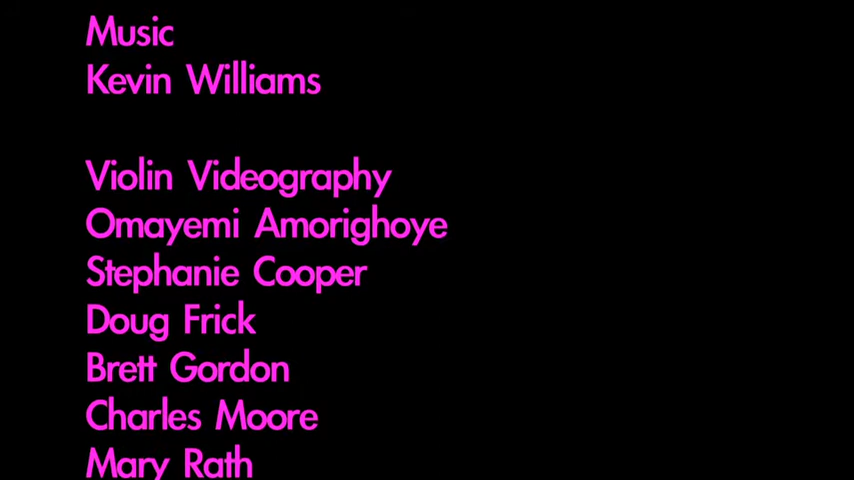 Music
Kevin Williams
Violin Videography
Omayemi Amorighoye
Stephanie Cooper
Doug Frick
Brett Gordon
Charles Moore
Mary Rath